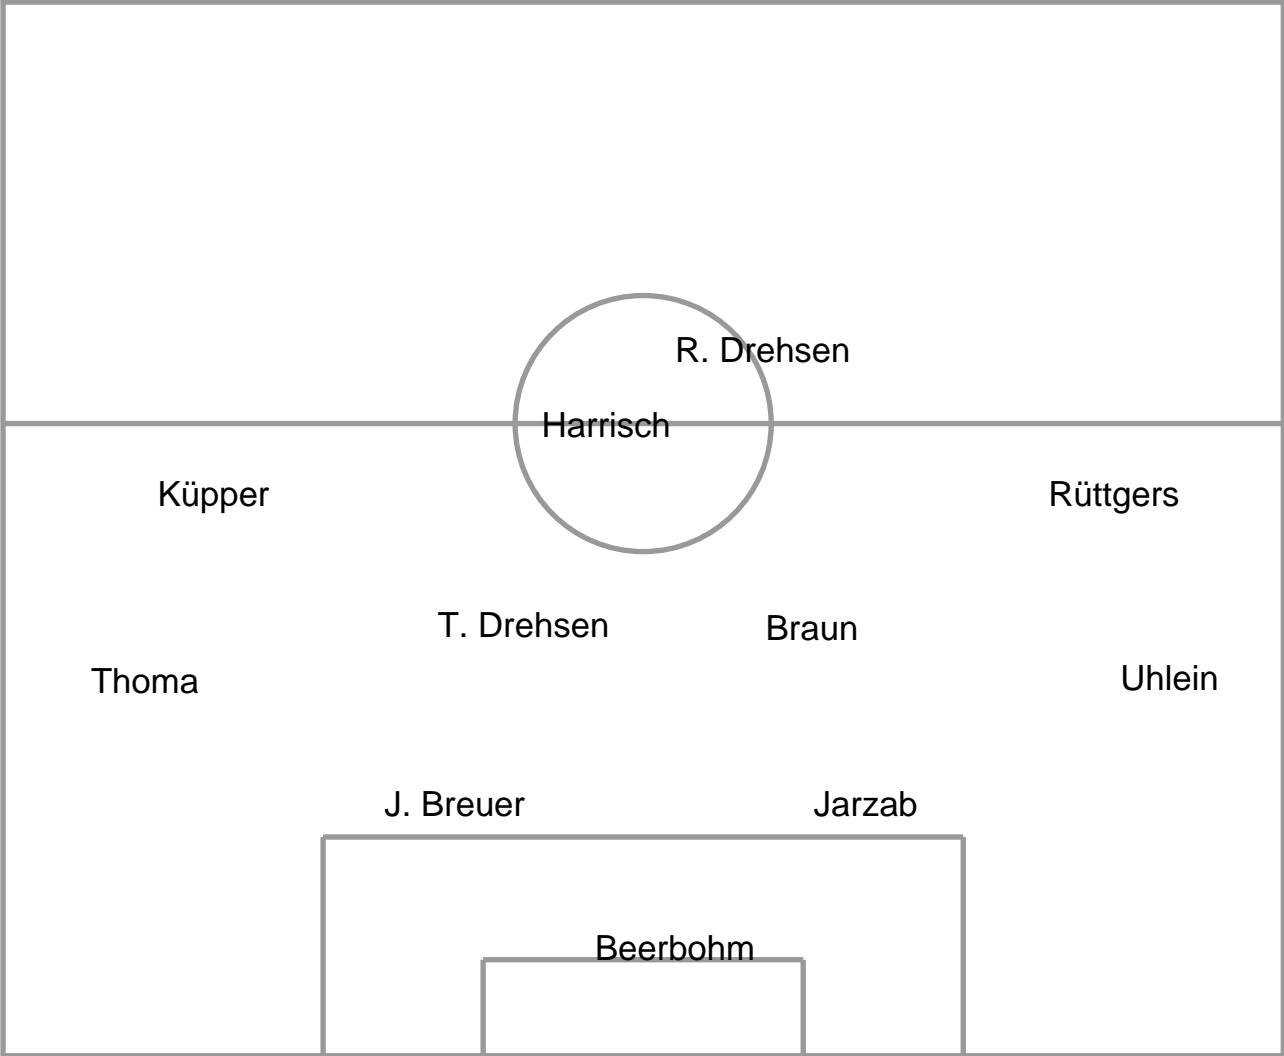 R. Drehsen
Harrisch
Küpper
Rüttgers
T. Drehsen
Braun
Thoma
Uhlein
J. Breuer
Jarzab
Beerbohm